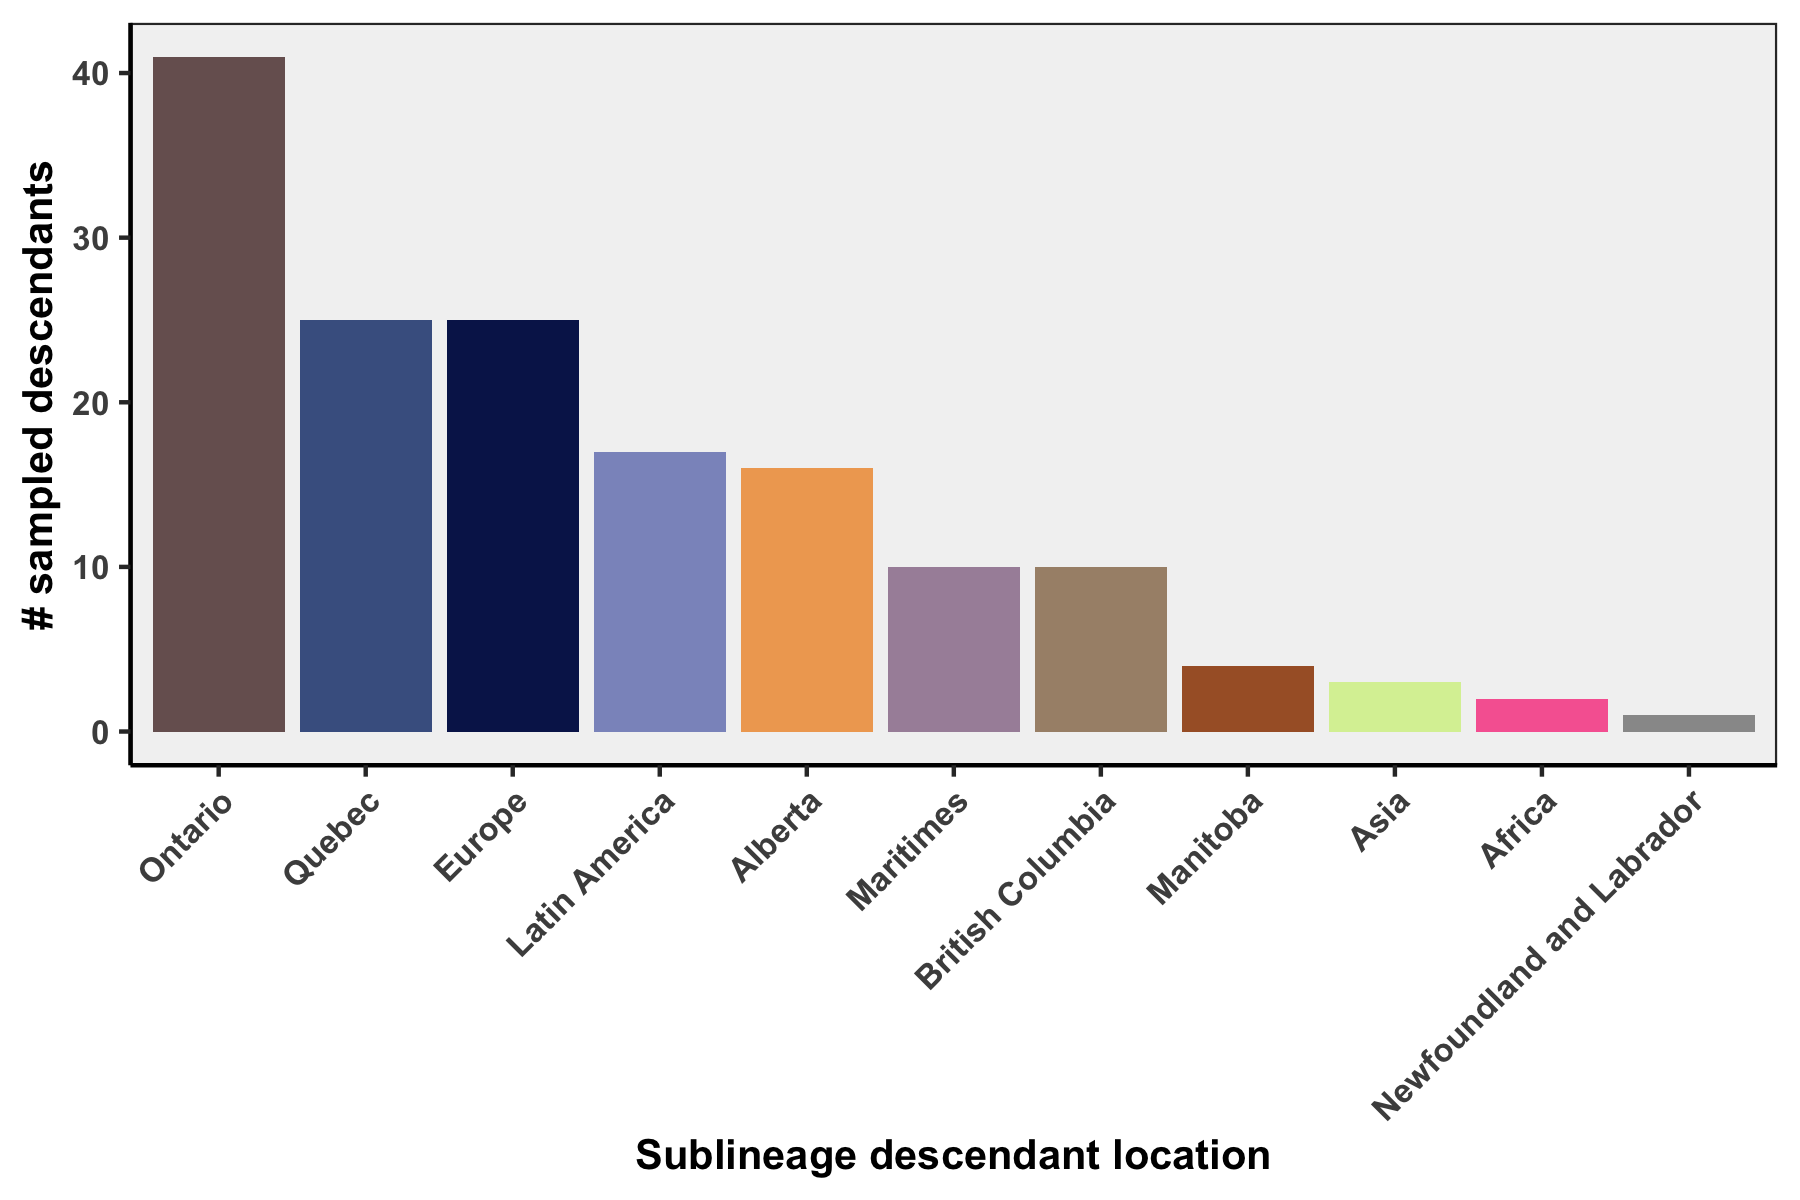 # sampled descendants
40
30
20
10
0
Ontario
Quebec
Europe
Latin America
Alberta
Maritimes
British Columbia
Manitoba
Asia
Africa
Newfoundland and Labrador
Sublineage descendant location